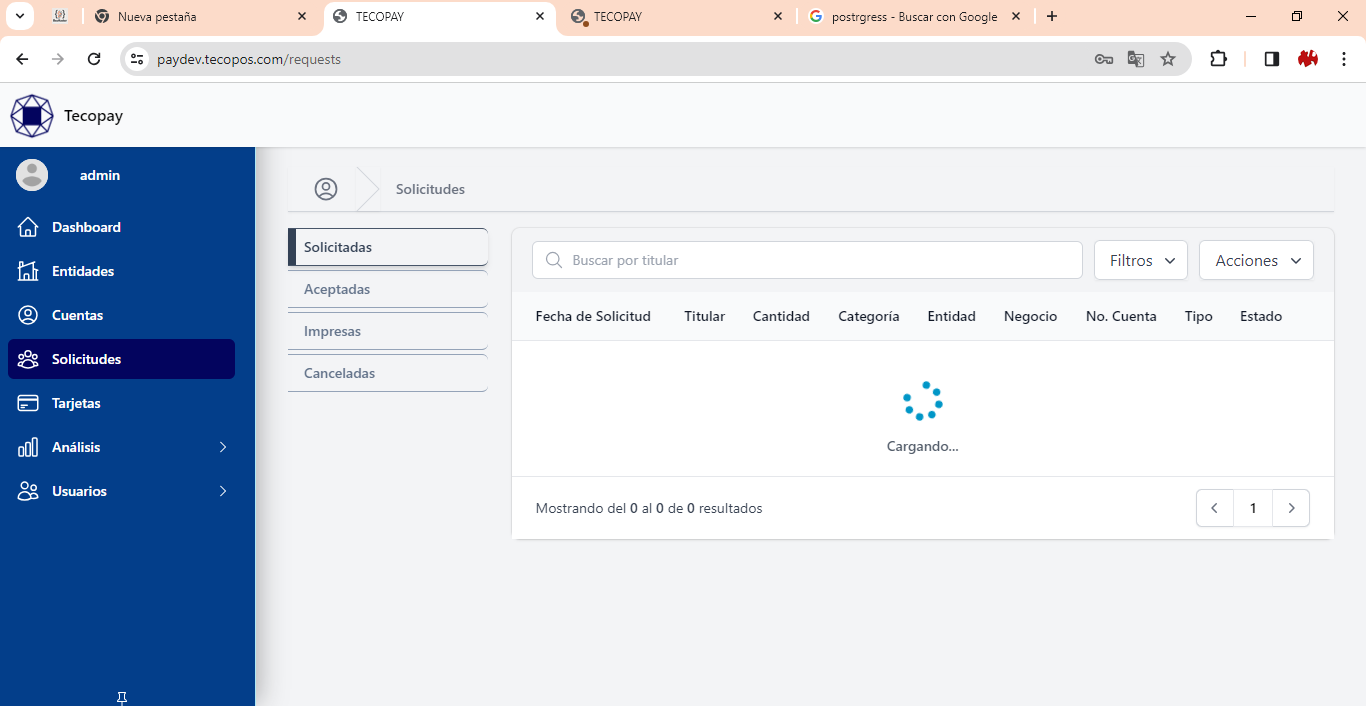 Nueva pestaña
TECOPAY
TECOPAY
postrgress - Buscar con Google
paydev.tecopos.com/requests
Tecopay
admin
Dashboard
Entidades
Cuentas
Solicitudes
Tarjetas
Análisis
Usuarios
Solicitudes
Solicitadas
Aceptadas
Impresas
Canceladas
Buscar por titular
Filtros
Acciones
Fecha de Solicitud Titular Cantidad Categoría Entidad Negocio No. Cuenta Tipo Estado
Cargando...
Mostrando del 0 al 0 de 0 resultados
1